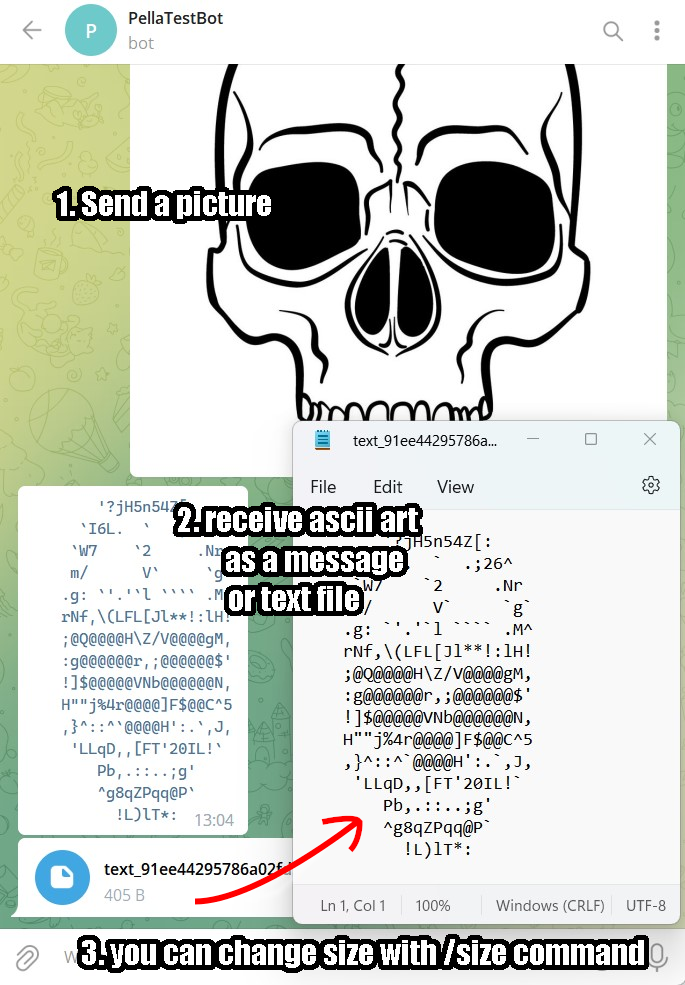 P
PellaTestBot
bot
1. Send a picture
text_91ee44295786a...
File Edit View
2. receive ascii art
as a message
or text file
'?jH5n54Z[
`I6L. `
`W7 `2 .Nr
m/ V` `g
.g: `'.'`l ```` .M
rNf,\(LFL[Jl**!:lH!
;@Q@@@@H\Z/V@@@@gM,
:g@@@@@@r,;@@@@@@$'
!]$@@@@@VNb@@@@@@N,
H""j%4r@@@@]F$@@C^5
,}^::^`@@@@H':.`,J,
'LLqD,,[FT'20IL!`
Pb,.::..;g'
^g8qZPqq@P`
!L)lT*:
13:04
?jH5n54Z[:
` .;26^
W7 `2 .Nr
/ V` `g`
.g: `'.'`l ```` .M^
rNf,\(LFL[Jl**!:lH!
;@Q@@@@H\Z/V@@@@gM,
:g@@@@@@r,;@@@@@@$'
!]$@@@@@VNb@@@@@@N,
H""j%4r@@@@]F$@@C^5
,}^::^`@@@@H':.`,J,
'LLqD,,[FT'20IL!`
Pb,.::..;g'
^g8qZPqq@P`
!L)lT*:
text_91ee44295786a02fd
405 B
Ln 1, Col 1 100% Windows (CRLF) UTF-8
3. you can change size with /size command